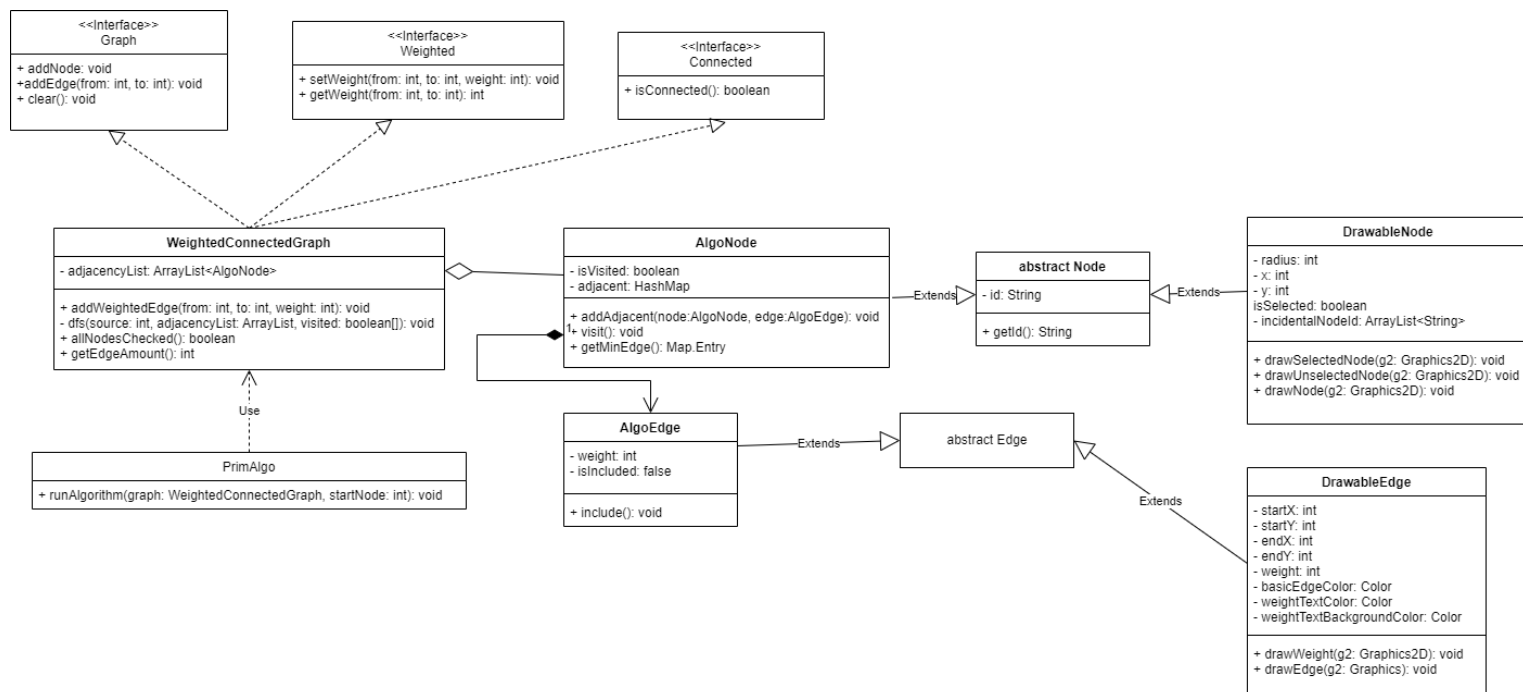 <<Interface>>
Graph
+ addNode: void
+addEdge(from: int, to: int): void
+ clear(): void
<<Interface>>
Weighted
+ setWeight(from: int, to: int, weight: int): void
+ getWeight(from: int, to: int): int
<<Interface>>
Connected
+ isConnected(): boolean
WeightedConnectedGraph
- adjacencyList: ArrayList<AlgoNode>
+ addWeightedEdge(from: int, to: int, weight: int): void
- dfs(source: int, adjacencyList: ArrayList, visited: boolean[]): void
+ allNodesChecked(): boolean
+ getEdgeAmount(): int
AlgoNode
- isVisited: boolean
- adjacent: HashMap
+ addAdjacent(node:AlgoNode, edge:AlgoEdge): void
+ visit(): void
+ getMinEdge(): Map.Entry
1
Extends
abstract Node
- id: String
+ getId(): String
Extends
DrawableNode
- radius: int
- x: int
- y: int
isSelected: boolean
- incidentalNodeId: ArrayList<String>
+ drawSelectedNode(g2: Graphics2D): void
+ drawUnselectedNode(g2: Graphics2D): void
+ drawNode(g2: Graphics2D): void
Use
PrimAlgo
+ runAlgorithm(graph: WeightedConnectedGraph, startNode: int): void
AlgoEdge
- weight: int
- isIncluded: false
+ include(): void
Extends
abstract Edge
Extends
DrawableEdge
- startX: int
- startY: int
- endX: int
- endY: int
- weight: int
- basicEdgeColor: Color
- weightTextColor: Color
- weightTextBackgroundColor: Color
+ drawWeight(g2: Graphics2D): void
+ drawEdge(g2: Graphics): void